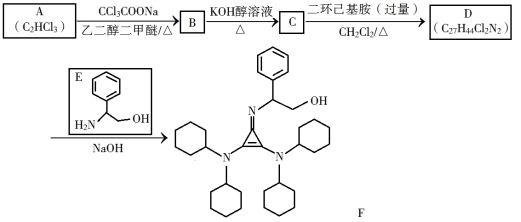 A
(C₂HCl₃)
CCl₃COONa
乙二醇二甲醚/△
B
KOH醇溶液
△
C
二环己基胺(过量)
CH₂Cl₂/△
D
(C₂₇H₄₄Cl₂N₂)
E
H₂N
OH
NaOH
OH
N
N
N
F